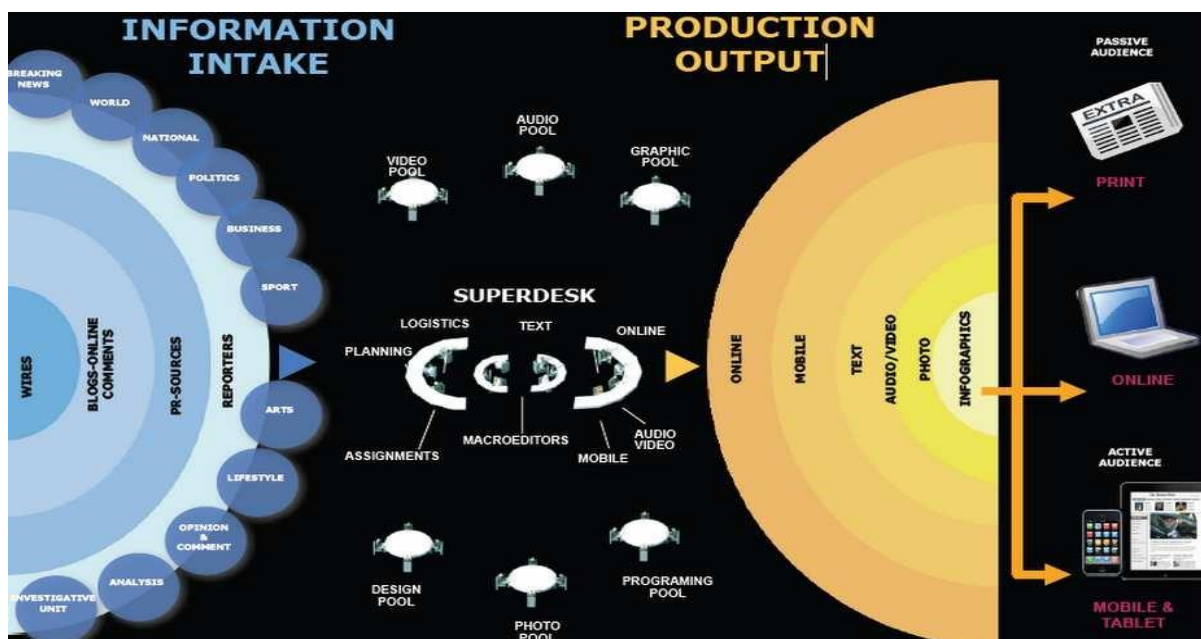 INFORMATION
INTAKE
PRODUCTION
OUTPUT
BREAKING
NEWS
WORLD
NATIONAL
POLITICS
BUSINESS
SPORT
ARTS
LIFESTYLE
OPINION
&
COMMENT
ANALYSIS
INVESTIGATIVE
UNIT
WIRES
BLOGS-ONLINE
COMMENTS
PR-SOURCES
REPORTERS
VIDEO
POOL
AUDIO
POOL
GRAPHIC
POOL
SUPERDESK
LOGISTICS
TEXT
ONLINE
PLANNING
ASSIGNMENTS
MACROEDITORS
MOBILE
AUDIO
VIDEO
DESIGN
POOL
PHOTO
POOL
PROGRAMING
POOL
ONLINE
MOBILE
TEXT
AUDIO/VIDEO
PHOTO
INFOGRAPHICS
PASSIVE
AUDIENCE
EXTRA
PRINT
ONLINE
ACTIVE
AUDIENCE
MOBILE &
TABLET